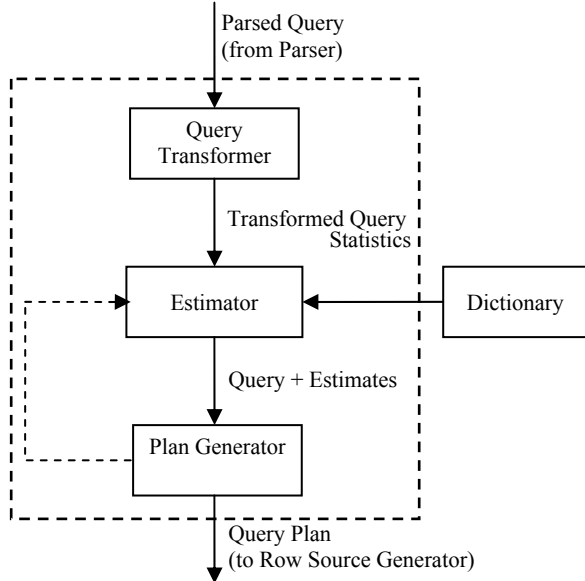 Parsed Query
(from Parser)
Query
Transformer
Transformed Query
Statistics
Estimator
Dictionary
Query + Estimates
Plan Generator
Query Plan
(to Row Source Generator)